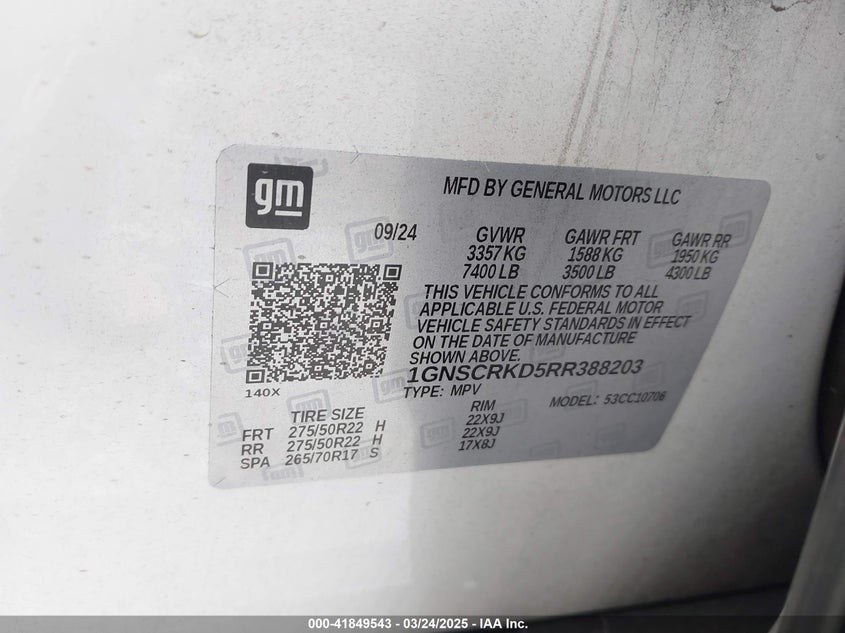 gm
MFD BY GENERAL MOTORS LLC
09/24 GVWR GAWR FRT GAWR RR
3357 KG 1588 KG 1950 KG
7400 LB 3500 LB 4300 LB
THIS VEHICLE CONFORMS TO ALL
APPLICABLE U.S. FEDERAL MOTOR
VEHICLE SAFETY STANDARDS IN EFFECT
ON THE DATE OF MANUFACTURE
SHOWN ABOVE.
1GNSCRKD5RR388203
140X TYPE: MPV MODEL: 53CC10706
TIRE SIZE RIM
FRT 275/50R22 H 22X9J
RR 275/50R22 H 22X9J
SPA 265/70R17 S 17X8J
000-41849543 - 03/24/2025 - IAA Inc.